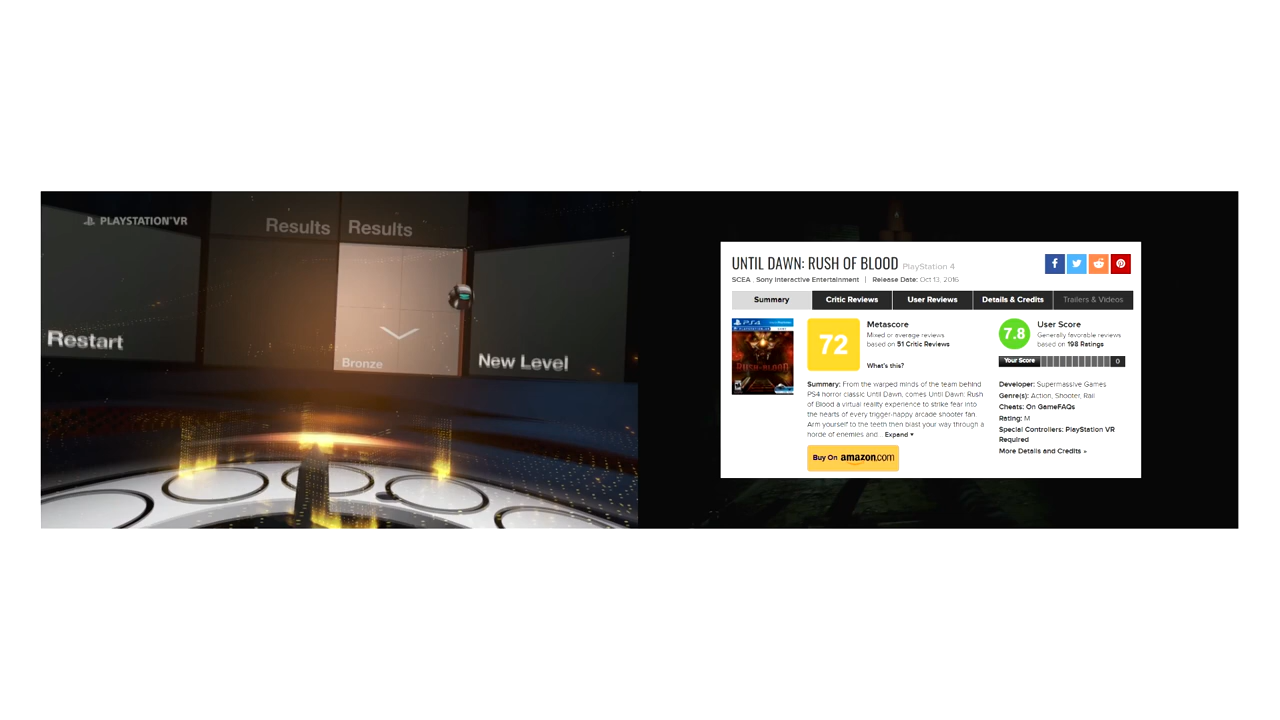 PLAYSTATION VR
Results
Results
Restart
Bronze
New Level
UNTIL DAWN: RUSH OF BLOOD PlayStation 4
SCEA , Sony Interactive Entertainment | Release Date: Oct 13, 2016
Summary
Critic Reviews
User Reviews
Details & Credits
Trailers & Videos
PS4
RUSH OF BLOOD
72
Metascore
Mixed or average reviews
based on 51 Critic Reviews
What's this?
Summary: From the warped minds of the team behind
PS4 horror classic Until Dawn, comes Until Dawn: Rush
of Blood a virtual reality experience to strike fear into
the hearts of every trigger-happy arcade shooter fan.
Arm yourself to the teeth then blast your way through a
horde of enemies and... Expand
Buy On amazon.com
7.8
User Score
Generally favorable reviews
based on 198 Ratings
Your Score
0
Developer: Supermassive Games
Genre(s): Action, Shooter, Rail
Cheats: On GameFAQs
Rating: M
Special Controllers: PlayStation VR
Required
More Details and Credits »